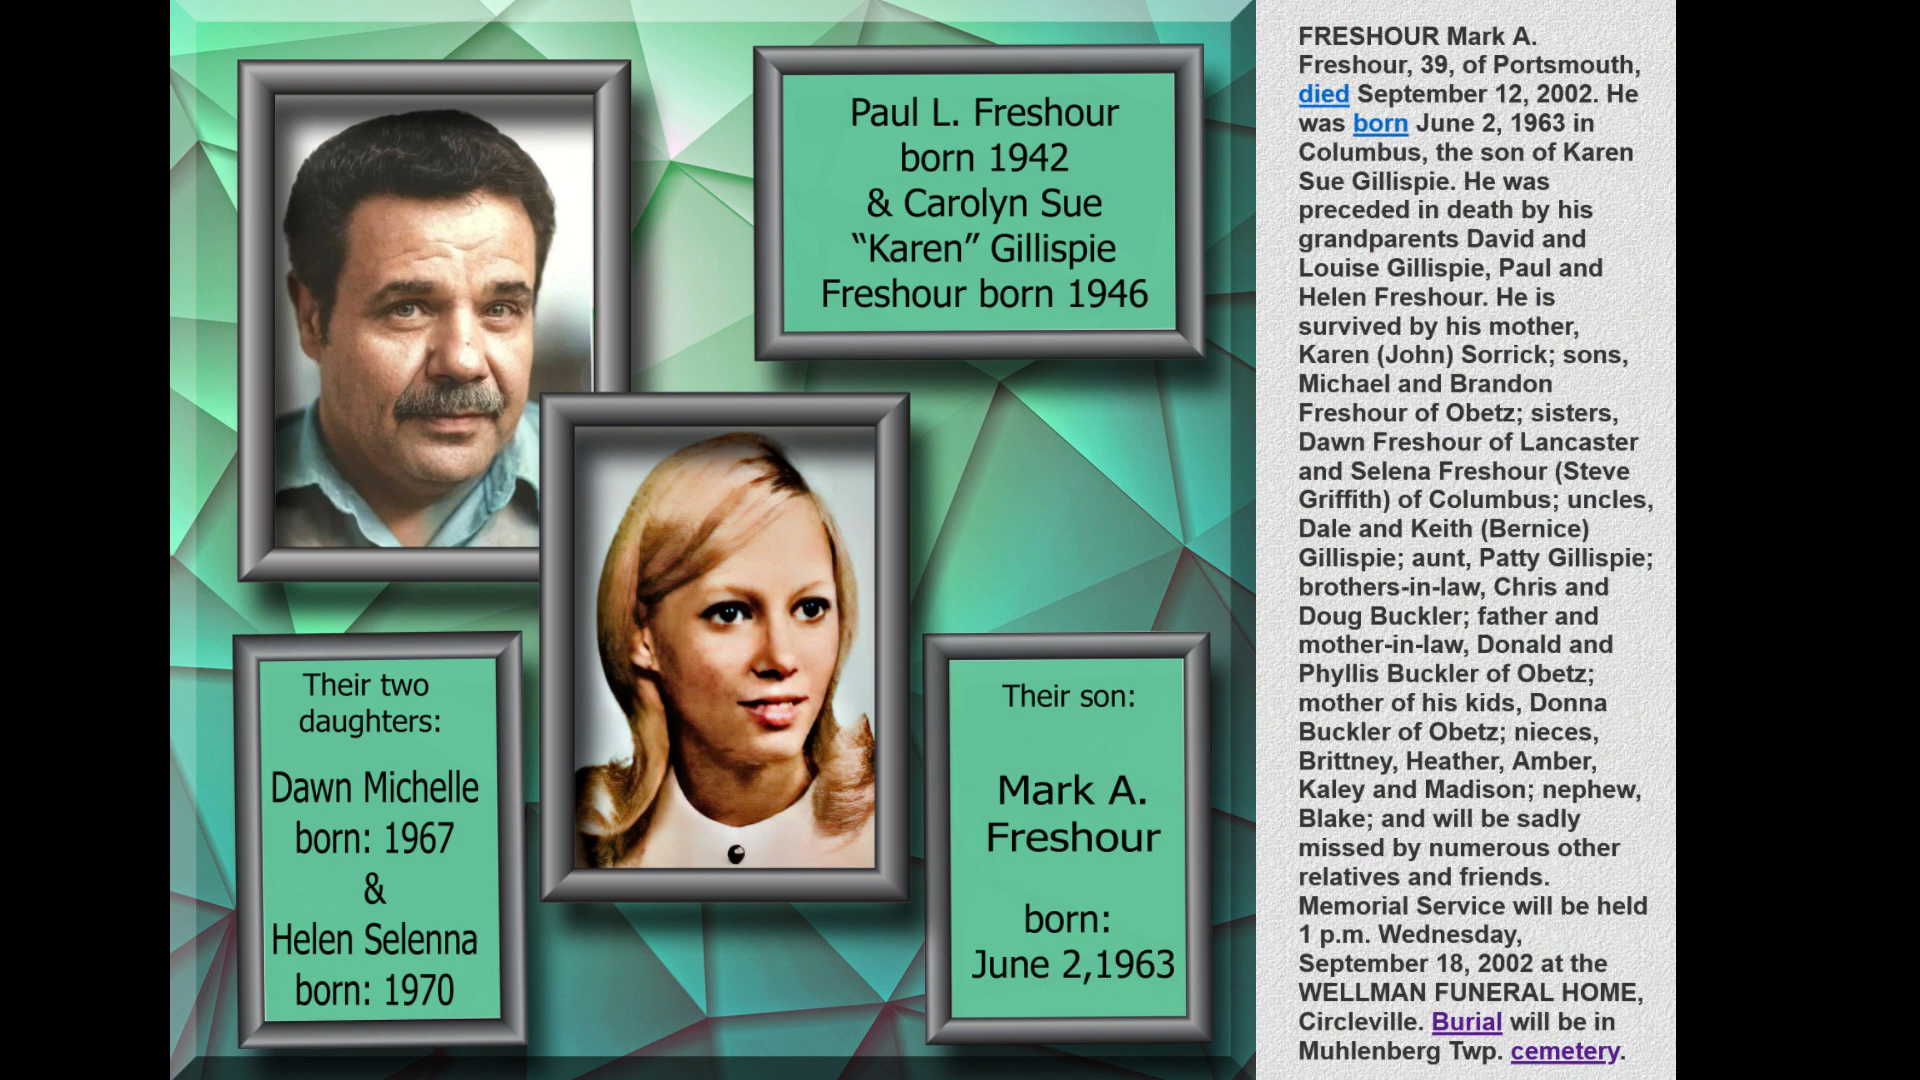 Paul L. Freshour
born 1942
& Carolyn Sue
“Karen” Gillispie
Freshour born 1946
Their two
daughters:
Dawn Michelle
born: 1967
&
Helen Selenna
born: 1970
Their son:
Mark A.
Freshour
born:
June 2,1963
FRESHOUR Mark A.
Freshour, 39, of Portsmouth,
died September 12, 2002. He
was born June 2, 1963 in
Columbus, the son of Karen
Sue Gillispie. He was
preceded in death by his
grandparents David and
Louise Gillispie, Paul and
Helen Freshour. He is
survived by his mother,
Karen (John) Sorrick; sons,
Michael and Brandon
Freshour of Obetz; sisters,
Dawn Freshour of Lancaster
and Selena Freshour (Steve
Griffith) of Columbus; uncles,
Dale and Keith (Bernice)
Gillispie; aunt, Patty Gillispie;
brothers-in-law, Chris and
Doug Buckler; father and
mother-in-law, Donald and
Phyllis Buckler of Obetz;
mother of his kids, Donna
Buckler of Obetz; nieces,
Brittney, Heather, Amber,
Kaley and Madison; nephew,
Blake; and will be sadly
missed by numerous other
relatives and friends.
Memorial Service will be held
1 p.m. Wednesday,
September 18, 2002 at the
WELLMAN FUNERAL HOME,
Circleville. Burial will be in
Muhlenberg Twp. cemetery.